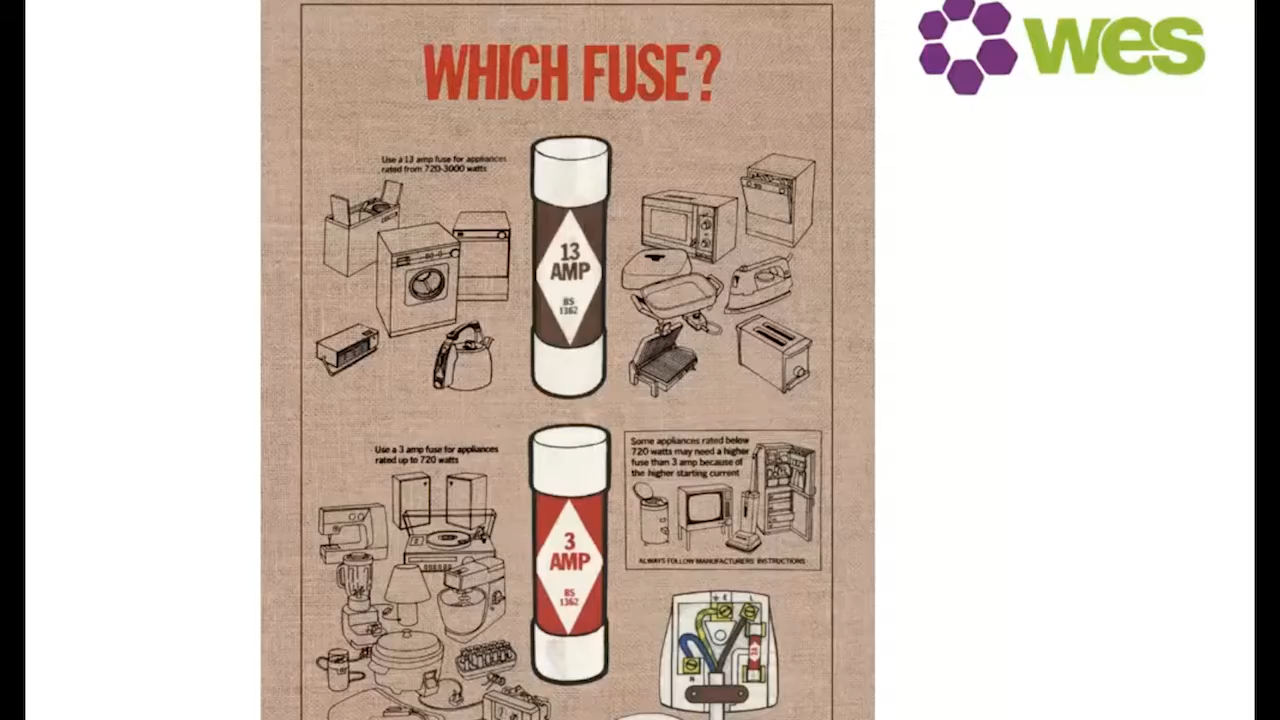 wes
WHICH FUSE?
Use a 13 amp fuse for appliances
rated from 720-3000 watts
13
AMP
BS
1362
Use a 3 amp fuse for appliances
rated up to 720 watts
3
AMP
BS
1362
Some appliances rated below
720 watts may need a higher
fuse than 3 amp because of
the higher starting current
ALWAYS FOLLOW MANUFACTURERS' INSTRUCTIONS
E
L
N